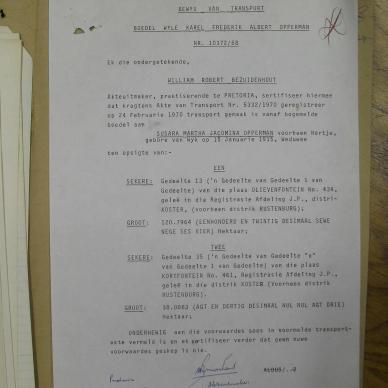 BEWYS VAN TRANSPORT
BOEDEL WYLE KAREL FREDERIK ALBERT OPPERMAN
NR. 10372/68
Ek die ondergetekende,
WILLIAM ROBERT BEZUIDENHOUT
Akteuitmaker, praktiserende te PRETORIA, sertifiseer hiermee
dat kragtens Akte van Transport Nr. 5332/1970 geregistreer
op 24 Februarie 1970 transport gemaak is vanaf bogemelde
boedel aan
SUSARA MARTHA JACOMINA OPPERMAN voorheen Hortje,
gebore van Wyk op 15 Januarie 1915, Weduwee
ten opsigte van:-
EEN
SEKERE: Gedeelte 13 ('n Gedeelte van Gedeelte 1 van
Gedeelte) van die plaas OLIEVENFONTEIN No. 434,
geleë in die Registrasie Afdeling J.P., distrik-
KOSTER, (voorheen distrik RUSTENBURG);
GROOT: 120.7964 (EENHONDERD EN TWINTIG DESIMAAL SEWE
NEGE SES VIER) Hektaar;
TWEE
SEKERE: Gedeelte 35 ('n Gedeelte Gedeelte "a"
van Gedeelte 1 van Gedeelte) van die plaas
KORTFONTEIN No. 461, Registrasie Afdeling J.P.,
geleë in die distrik KOSTER (Voorheen distrik
RUSTENBURG).
GROOT: 38.0083 (AGT EN DERTIG DESIMAAL NUL NUL AGT DRIE)
Hektaar;
ONDERHEWIG aan die voorwaardes soos in voormelde transport-
akte vermeld is en ek sertifiseer verder dat geen nuwe
voorwaardes geskep is nie.
Pretoria
Akteuitmaker